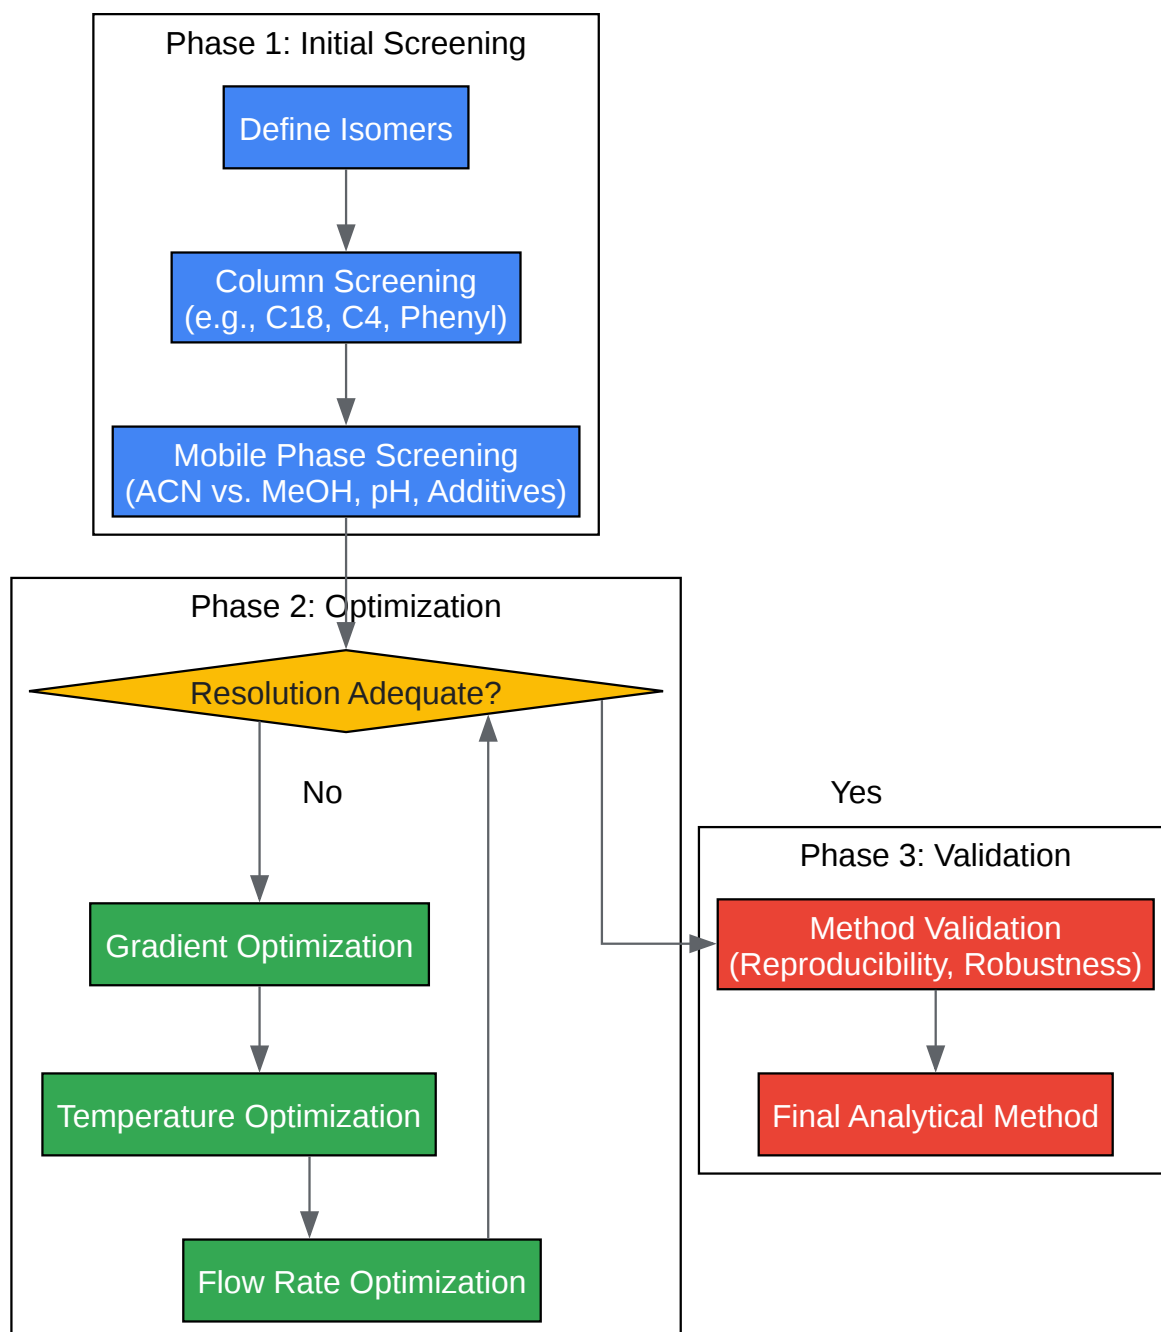 Phase 1: Initial Screening
Define Isomers
Column Screening
(e.g., C18, C4, Phenyl)
Mobile Phase Screening
(ACN vs. MeOH, pH, Additives)
Phase 2: Optimization
Resolution Adequate?
No
Yes
Phase 3: Validation
Method Validation
(Reproducibility, Robustness)
Gradient Optimization
Temperature Optimization
Final Analytical Method
Flow Rate Optimization